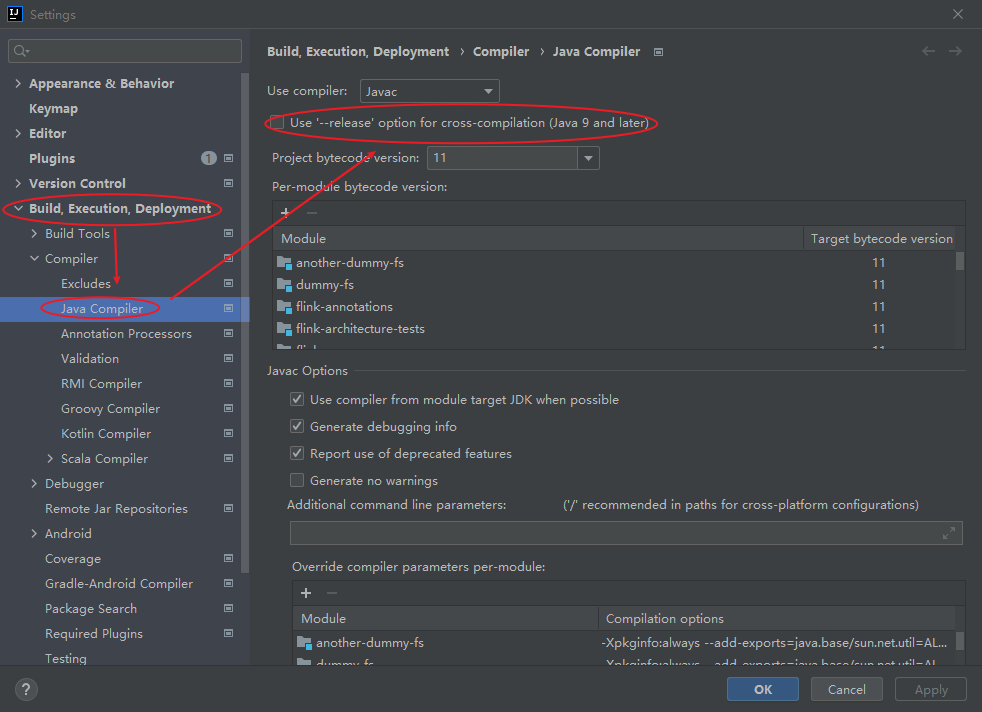 IJ
Settings
Appearance & Behavior
Keymap
Editor
Plugins 1
Version Control
Build, Execution, Deployment
Build Tools
Compiler
Excludes
Java Compiler
Annotation Processors
Validation
RMI Compiler
Groovy Compiler
Kotlin Compiler
Scala Compiler
Debugger
Remote Jar Repositories
Android
Coverage
Gradle-Android Compiler
Package Search
Required Plugins
Testing
Build, Execution, Deployment › Compiler › Java Compiler
Use compiler: Javac
Use '--release' option for cross-compilation (Java 9 and later)
Project bytecode version: 11
Per-module bytecode version:
+ −
Module Target bytecode version
another-dummy-fs 11
dummy-fs 11
flink-annotations 11
flink-architecture-tests 11
Javac Options
Use compiler from module target JDK when possible
Generate debugging info
Report use of deprecated features
Generate no warnings
Additional command line parameters: ('/' recommended in paths for cross-platform configurations)
Override compiler parameters per-module:
+ −
Module Compilation options
another-dummy-fs -Xpkginfo:always --add-exports=java.base/sun.net.util=AL...
dummy-fs -Xpkginfo:always --add-exports=java.base/sun.net.util=AL...
? OK Cancel Apply